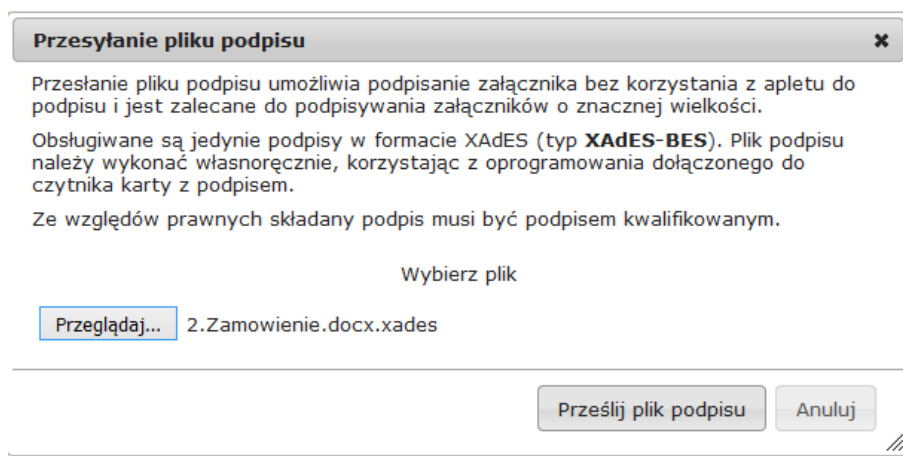 Przesyłanie pliku podpisu
Przesłanie pliku podpisu umożliwia podpisanie załącznika bez korzystania z apletu do
podpisu i jest zalecane do podpisywania załączników o znacznej wielkości.
Obsługiwane są jedynie podpisy w formacie XAdES (typ XAdES-BES). Plik podpisu
należy wykonać własnoręcznie, korzystając z oprogramowania dołączonego do
czytnika karty z podpisem.
Ze względów prawnych składany podpis musi być podpisem kwalifikowanym.
Wybierz plik
Przeglądaj... 2.Zamowienie.docx.xades
Prześlij plik podpisu Anuluj